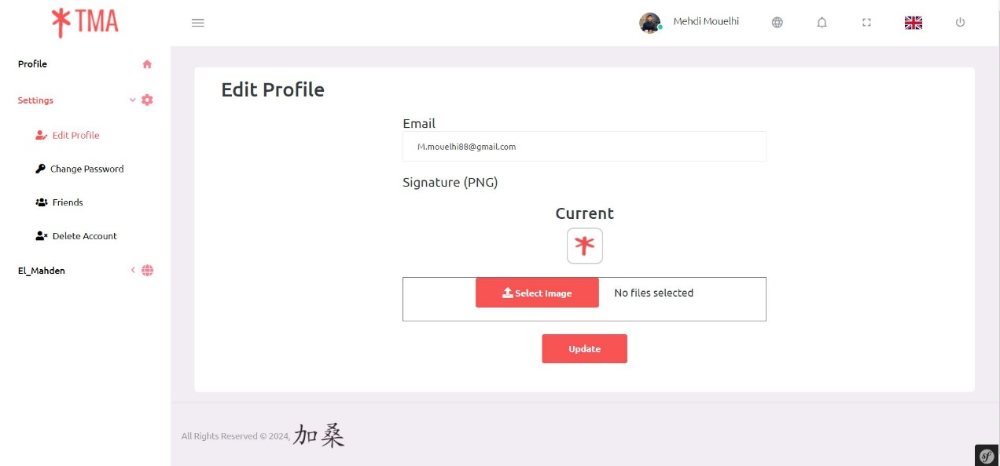 TMA
Mehdi Mouelhi
Profile
Settings
Edit Profile
Change Password
Friends
Delete Account
El_Mahden
Edit Profile
Email
M.mouelhi88@gmail.com
Signature (PNG)
Current
Select Image No files selected
Update
All Rights Reserved © 2024, 加桑
sf